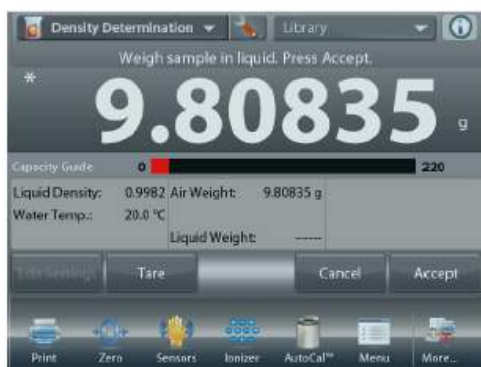 Density Determination Library
Weigh sample in liquid. Press Accept.
* 9.80835 g
Capacity Guide 0 220
Liquid Density: 0.9982 Air Weight: 9.80835 g
Water Temp.: 20.0 °C
Liquid Weight: -----
Edit Settings Tare Cancel Accept
Print Zero Sensors Ionizer AutoCal™ Menu More...